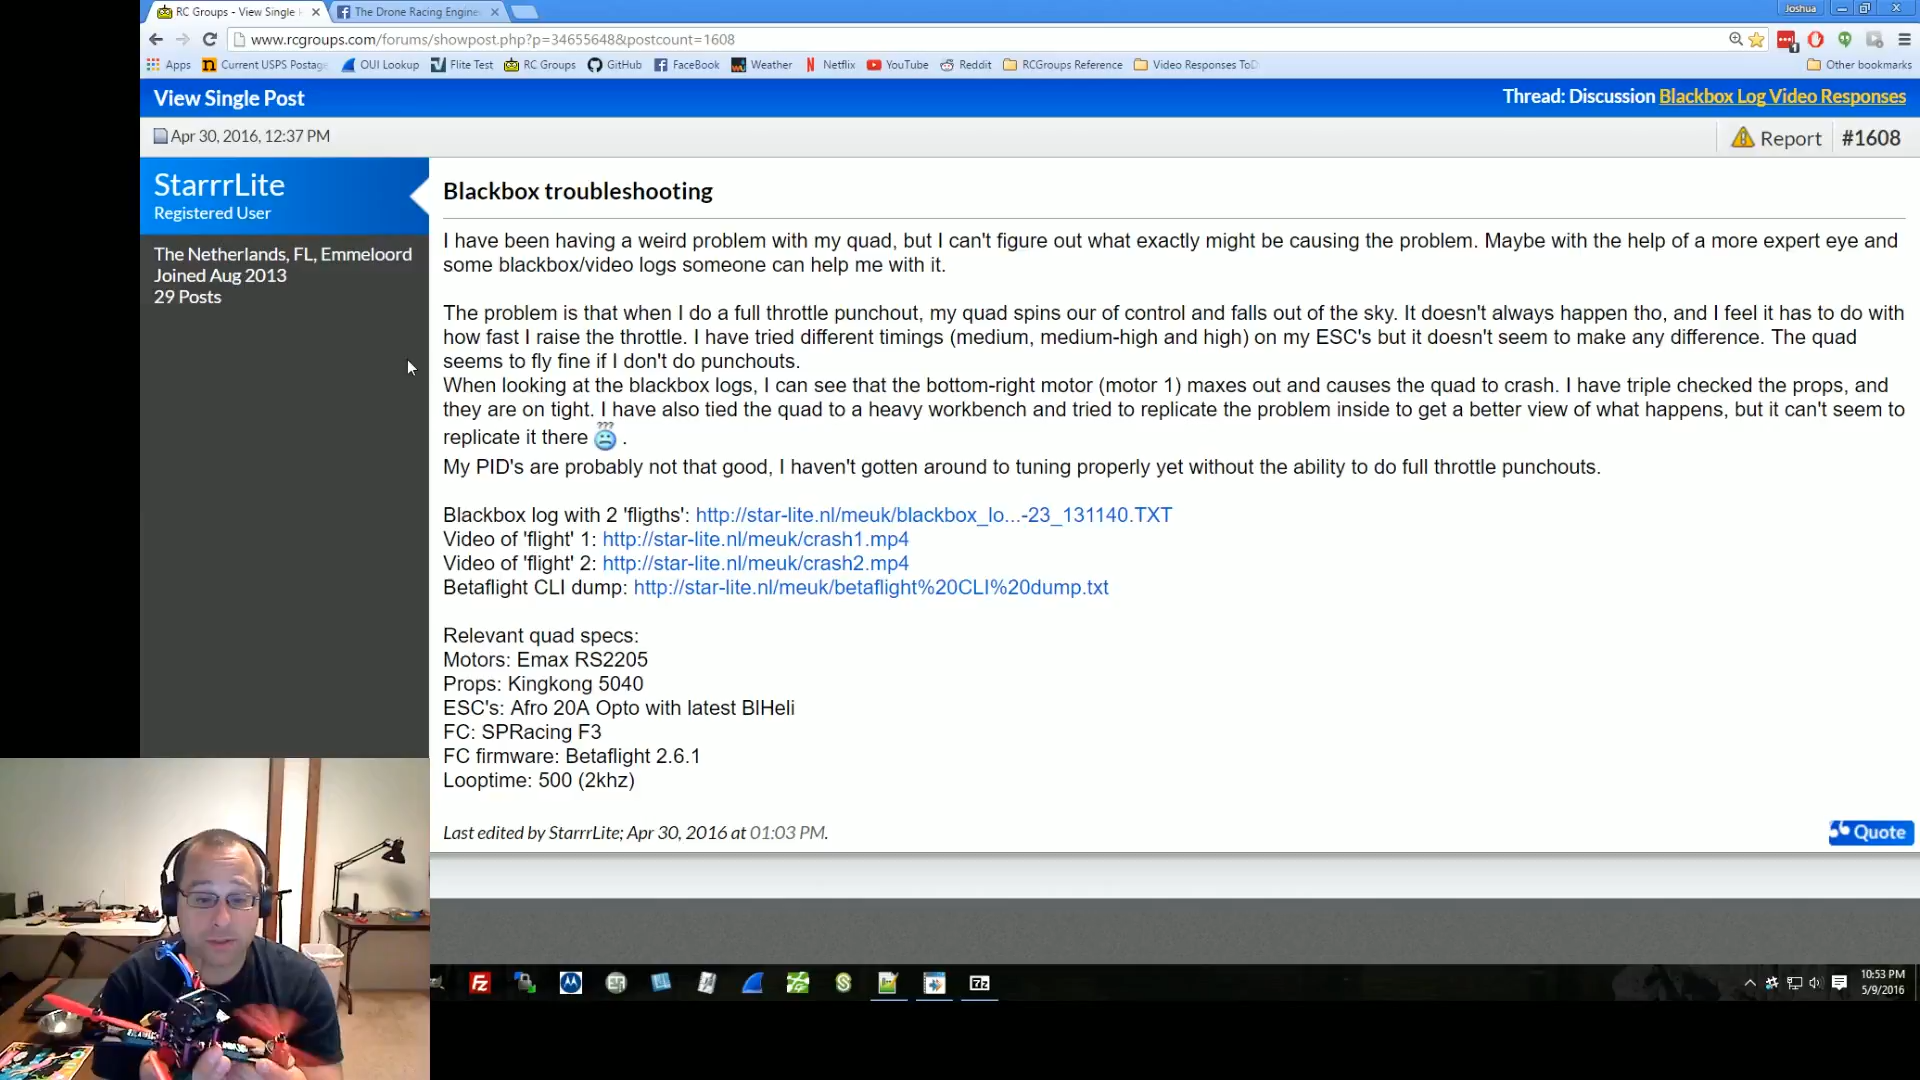 RC Groups - View Single
The Drone Racing Engine
Joshua
www.rcgroups.com/forums/showpost.php?p=34655648&postcount=1608
Apps
Current USPS Postage
OUI Lookup
Flite Test
RC Groups
GitHub
FaceBook
Weather
Netflix
YouTube
Reddit
RCGroups Reference
Video Responses ToD
Other bookmarks
View Single Post
Thread: Discussion Blackbox Log Video Responses
Apr 30, 2016, 12:37 PM
Report #1608
StarrrLite
Registered User
The Netherlands, FL, Emmeloord
Joined Aug 2013
29 Posts
Blackbox troubleshooting
I have been having a weird problem with my quad, but I can't figure out what exactly might be causing the problem. Maybe with the help of a more expert eye and
some blackbox/video logs someone can help me with it.
The problem is that when I do a full throttle punchout, my quad spins our of control and falls out of the sky. It doesn't always happen tho, and I feel it has to do with
how fast I raise the throttle. I have tried different timings (medium, medium-high and high) on my ESC's but it doesn't seem to make any difference. The quad
seems to fly fine if I don't do punchouts.
When looking at the blackbox logs, I can see that the bottom-right motor (motor 1) maxes out and causes the quad to crash. I have triple checked the props, and
they are on tight. I have also tied the quad to a heavy workbench and tried to replicate the problem inside to get a better view of what happens, but it can't seem to
replicate it there ??? .
My PID's are probably not that good, I haven't gotten around to tuning properly yet without the ability to do full throttle punchouts.
Blackbox log with 2 'fligths': http://star-lite.nl/meuk/blackbox_lo...-23_131140.TXT
Video of 'flight' 1: http://star-lite.nl/meuk/crash1.mp4
Video of 'flight' 2: http://star-lite.nl/meuk/crash2.mp4
Betaflight CLI dump: http://star-lite.nl/meuk/betaflight%20CLI%20dump.txt
Relevant quad specs:
Motors: Emax RS2205
Props: Kingkong 5040
ESC's: Afro 20A Opto with latest BlHeli
FC: SPRacing F3
FC firmware: Betaflight 2.6.1
Looptime: 500 (2khz)
Last edited by StarrrLite; Apr 30, 2016 at 01:03 PM.
Quote
Fz
7z
10:53 PM
5/9/2016